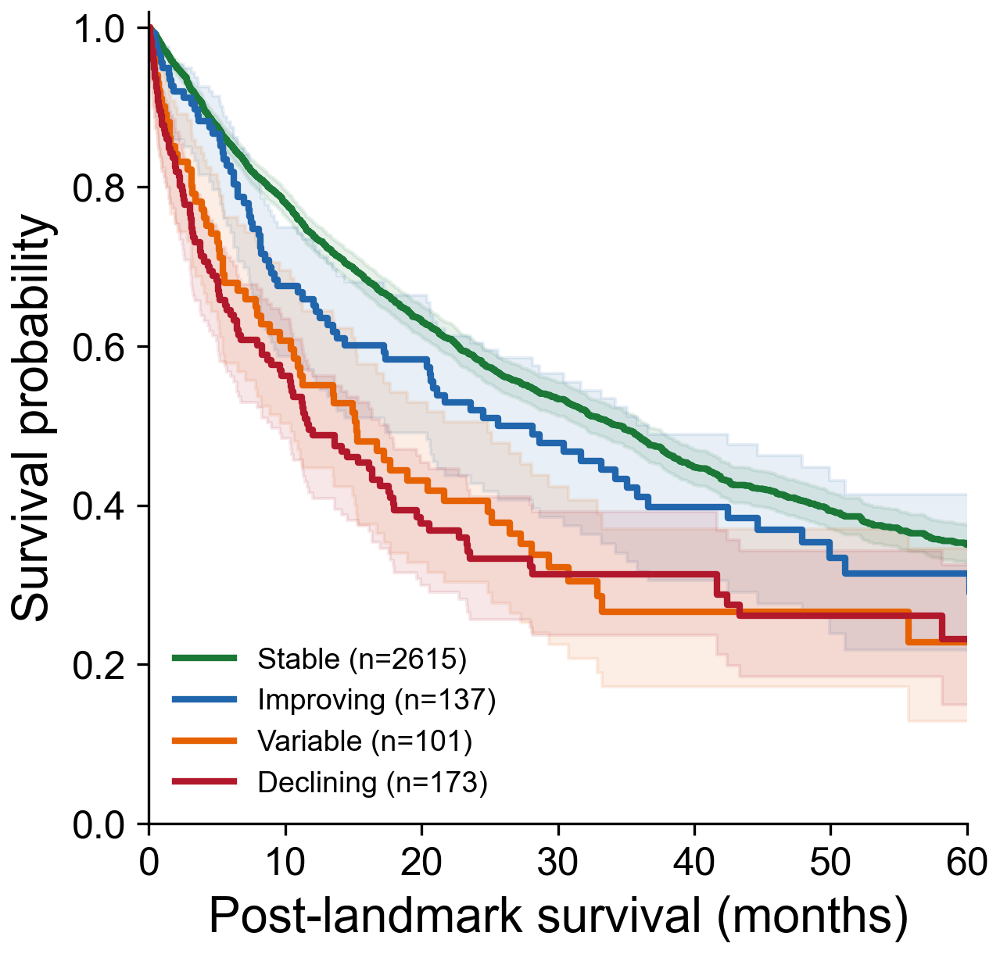 Survival probability
1.0
0.8
0.6
0.4
0.2
0.0
Stable (n=2615)
Improving (n=137)
Variable (n=101)
Declining (n=173)
0 10 20 30 40 50 60
Post-landmark survival (months)